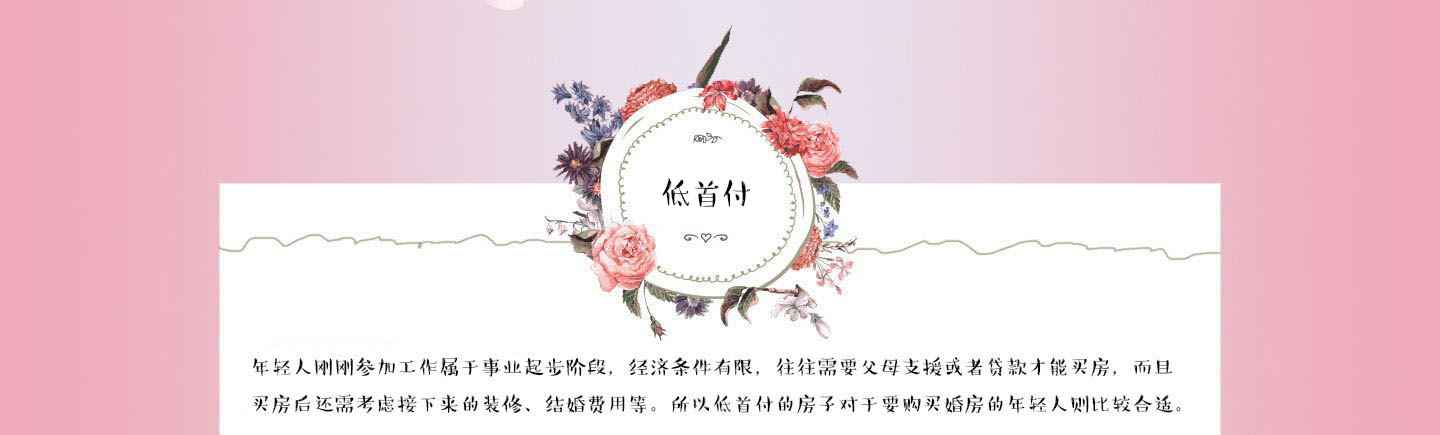 低首付
年轻人刚刚参加工作属于事业起步阶段，经济条件有限，往往需要父母支援或者贷款才能买房，而且
买房后还需考虑接下来的装修、结婚费用等。所以低首付的房子对于要购买婚房的年轻人则比较合适。